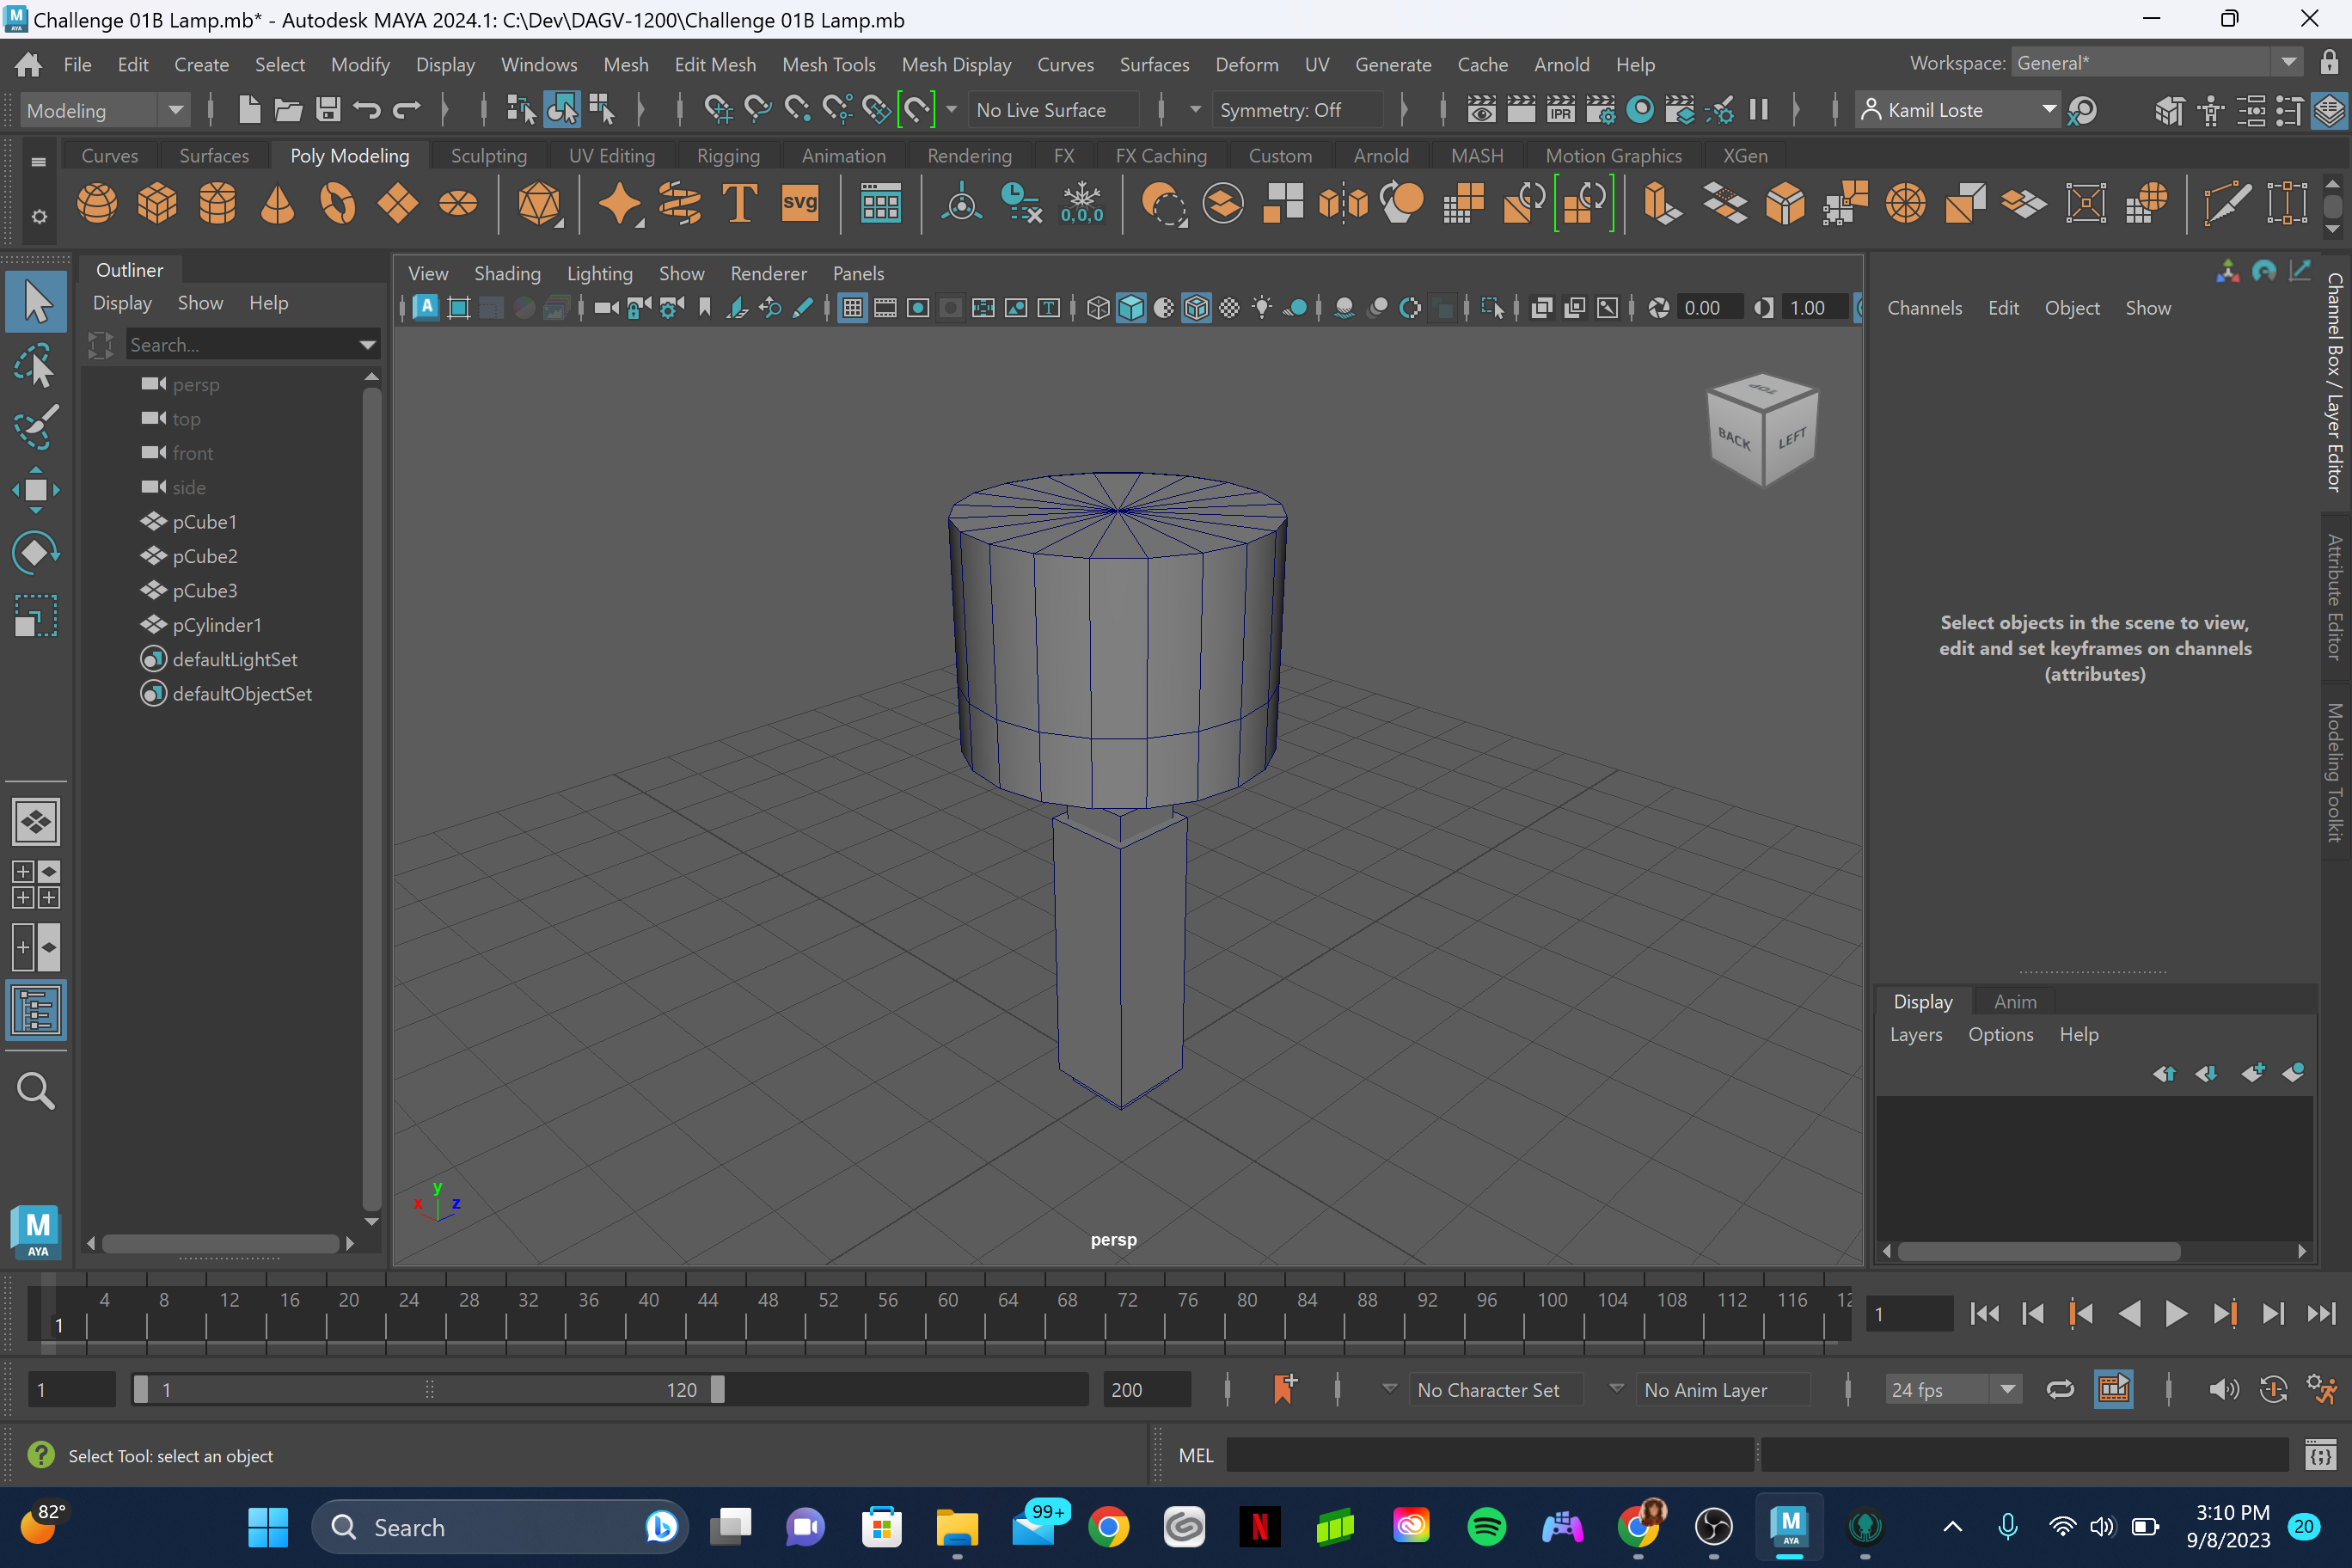 Challenge 01B Lamp.mb* - Autodesk MAYA 2024.1: C:\Dev\DAGV-1200\Challenge 01B Lamp.mb
File Edit Create Select Modify Display Windows Mesh Edit Mesh Mesh Tools Mesh Display Curves Surfaces Deform UV Generate Cache Arnold Help
Workspace: General*
Modeling
No Live Surface
Symmetry: Off
IPR
Kamil Loste
Curves Surfaces Poly Modeling Sculpting UV Editing Rigging Animation Rendering FX FX Caching Custom Arnold MASH Motion Graphics XGen
T
svg
0,0,0
Outliner
Display Show Help
Search...
persp
top
front
side
pCube1
pCube2
pCube3
pCylinder1
defaultLightSet
defaultObjectSet
View Shading Lighting Show Renderer Panels
0.00
1.00
TOP
BACK
LEFT
y
x
z
persp
Channels Edit Object Show
Select objects in the scene to view,
edit and set keyframes on channels
(attributes)
Channel Box / Layer Editor
Attribute Editor
Modeling Toolkit
Display Anim
Layers Options Help
M
AYA
4 8 12 16 20 24 28 32 36 40 44 48 52 56 60 64 68 72 76 80 84 88 92 96 100 104 108 112 116 12
1
1
1
1
120
200
No Character Set
No Anim Layer
24 fps
Select Tool: select an object
MEL
82°
Search
99+
N
M
AYA
3:10 PM
9/8/2023
20